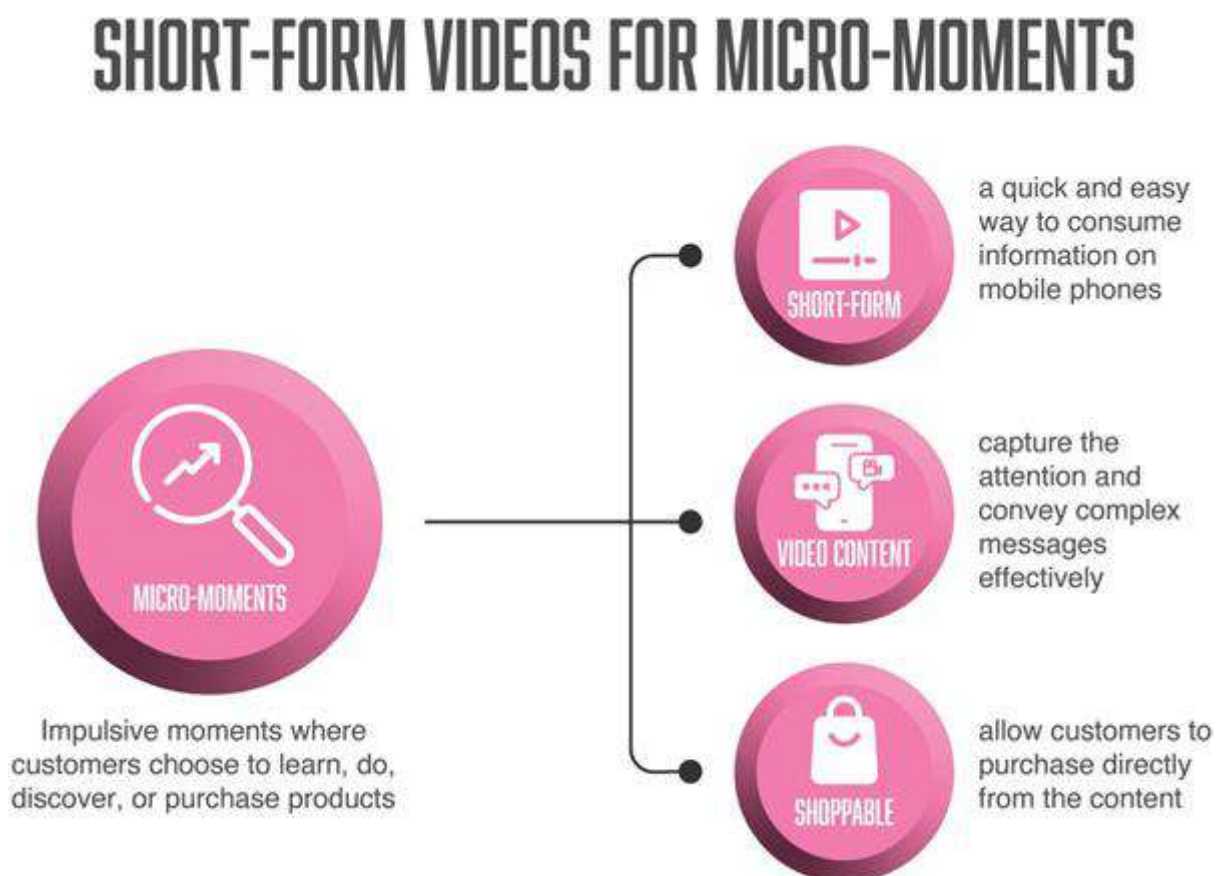 SHORT-FORM VIDEOS FOR MICRO-MOMENTS
MICRO-MOMENTS
Impulsive moments where
customers choose to learn, do,
discover, or purchase products
SHORT-FORM
a quick and easy
way to consume
information on
mobile phones
VIDEO CONTENT
capture the
attention and
convey complex
messages
effectively
SHOPPABLE
allow customers to
purchase directly
from the content